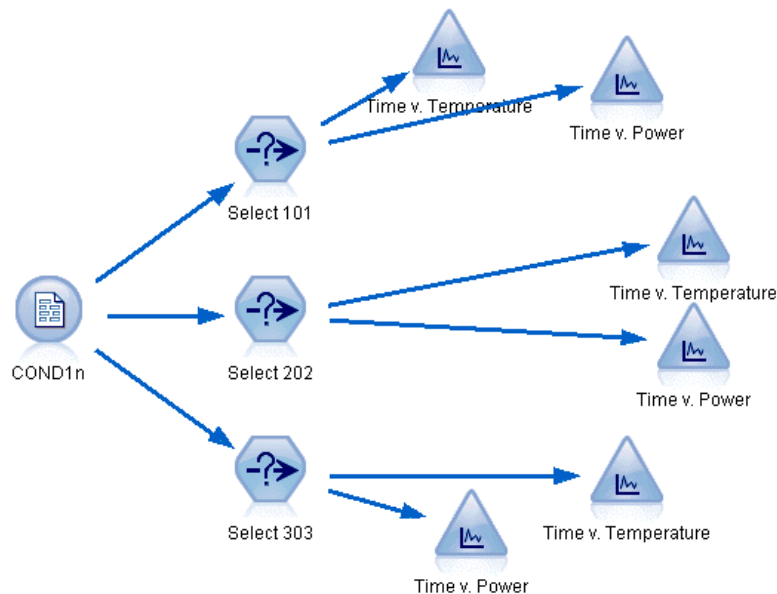 Time v. Temperature
Time v. Power
Select 101
Time v. Temperature
COND1n
Select 202
Time v. Power
Select 303
Time v. Temperature
Time v. Power